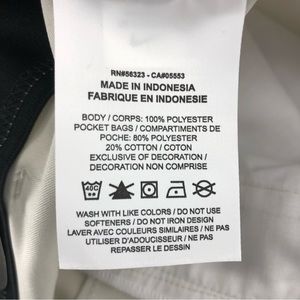 RN#56323 - CA#05553
MADE IN INDONESIA
FABRIQUE EN INDONESIE
BODY / CORPS: 100% POLYESTER
POCKET BAGS / COMPARTIMENTS DE
POCHE: 80% POLYESTER
20% COTTON / COTON
EXCLUSIVE OF DECORATION /
DECORATION NON COMPRISE
40C
WASH WITH LIKE COLORS / DO NOT USE
SOFTENERS / DO NOT IRON DESIGN
LAVER AVEC COULEURS SIMILAIRES / NE PAS
UTILISER D'ADOUCISSEUR / NE PAS
REPASSER LE DESSIN